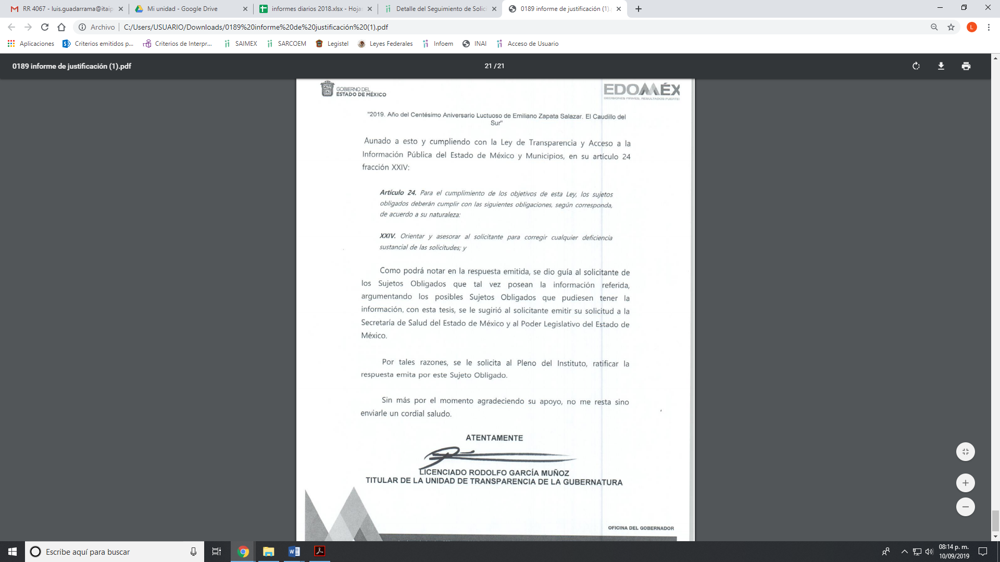 RR 4067 - luis.guadarrama@itaip
Mi unidad - Google Drive
informes diarios 2018.xlsx - Hoja
Detalle del Seguimiento de Solici
0189 informe de justificación (1).
Archivo
C:/Users/USUARIO/Downloads/0189%20informe%20de%20justificación%20(1).pdf
L
Aplicaciones
Criterios emitidos p...
Criterios de Interpr...
SAIMEX
SARCOEM
Legistel
Leyes Federales
Infoem
INAI
Acceso de Usuario
0189 informe de justificación (1).pdf
21 / 21
GOBIERNO DEL
ESTADO DE MÉXICO
EDOMÉX
DECISIONES FIRMES, RESULTADOS FUERTES
"2019. Año del Centésimo Aniversario Luctuoso de Emiliano Zapata Salazar. El Caudillo del
Sur"
Aunado a esto y cumpliendo con la Ley de Transparencia y Acceso a la
Información Pública del Estado de México y Municipios, en su artículo 24
fracción XXIV:
Artículo 24. Para el cumplimiento de los objetivos de esta Ley, los sujetos
obligados deberán cumplir con las siguientes obligaciones, según corresponda,
de acuerdo a su naturaleza:
XXIV. Orientar y asesorar al solicitante para corregir cualquier deficiencia
sustancial de las solicitudes; y
Como podrá notar en la respuesta emitida, se dio guía al solicitante de
los Sujetos Obligados que tal vez posean la información referida,
argumentando los posibles Sujetos Obligados que pudiesen tener la
información, con esta tesis, se le sugirió al solicitante emitir su solicitud a la
Secretaría de Salud del Estado de México y al Poder Legislativo del Estado de
México.
Por tales razones, se le solicita al Pleno del Instituto, ratificar la
respuesta emita por este Sujeto Obligado.
Sin más por el momento agradeciendo su apoyo, no me resta sino
enviarle un cordial saludo.
ATENTAMENTE
LICENCIADO RODOLFO GARCÍA MUÑOZ
TITULAR DE LA UNIDAD DE TRANSPARENCIA DE LA GUBERNATURA
OFICINA DEL GOBERNADOR
Escribe aquí para buscar
08:14 p. m.
10/09/2019